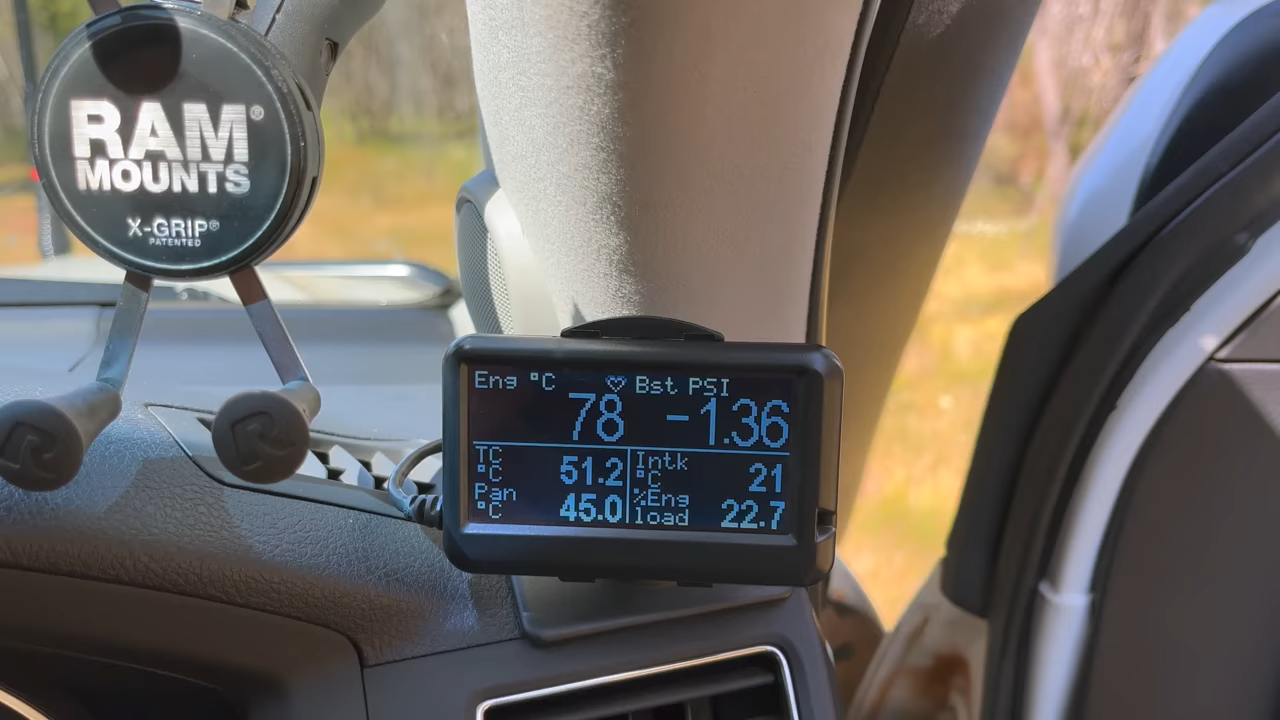 RAM®
MOUNTS
X-GRIP®
PATENTED
Eng °C
Bst PSI
78
-1.36
TC
°C
51.2
Pan
°C
45.0
Intk
°C
21
%Eng
load
22.7